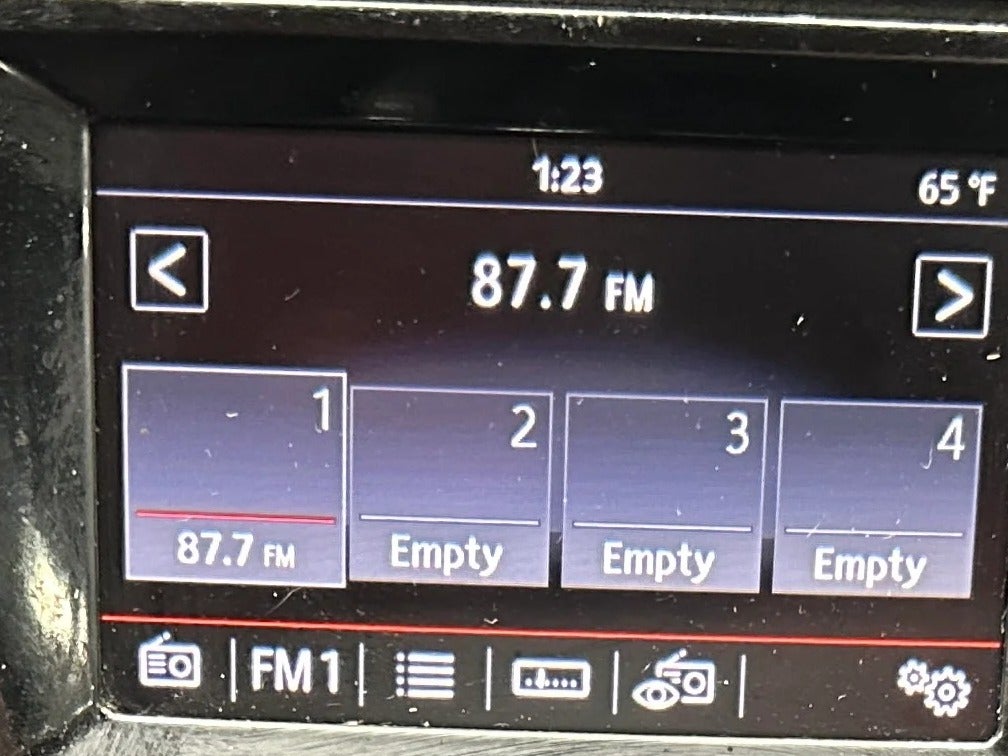 1:23
65 °F
< 87.7 FM >
1 2 3 4
87.7 FM Empty Empty Empty
FM1